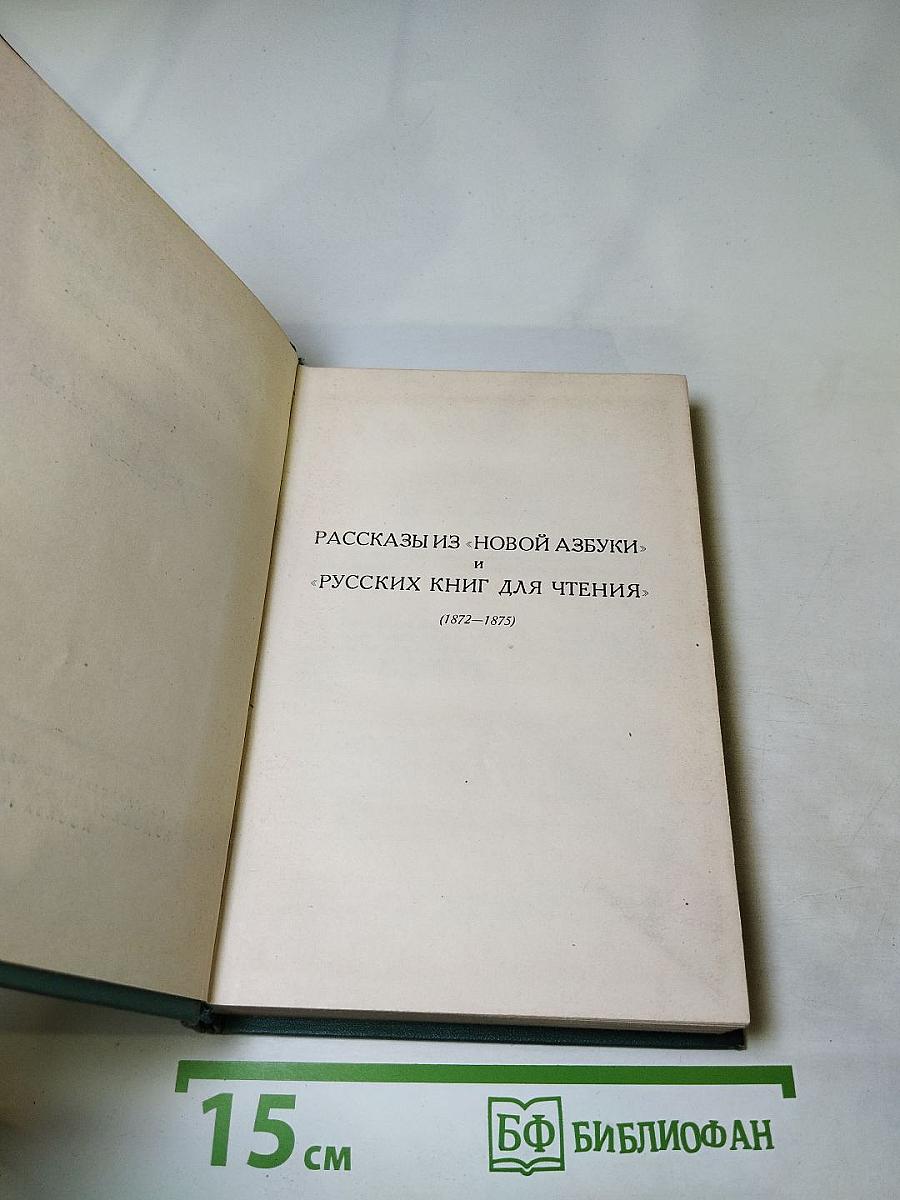 РАССКАЗЫ ИЗ «НОВОЙ АЗБУКИ»
и
«РУССКИХ КНИГ ДЛЯ ЧТЕНИЯ»
(1872—1875)
15 см
БФ БИБЛИОФАН